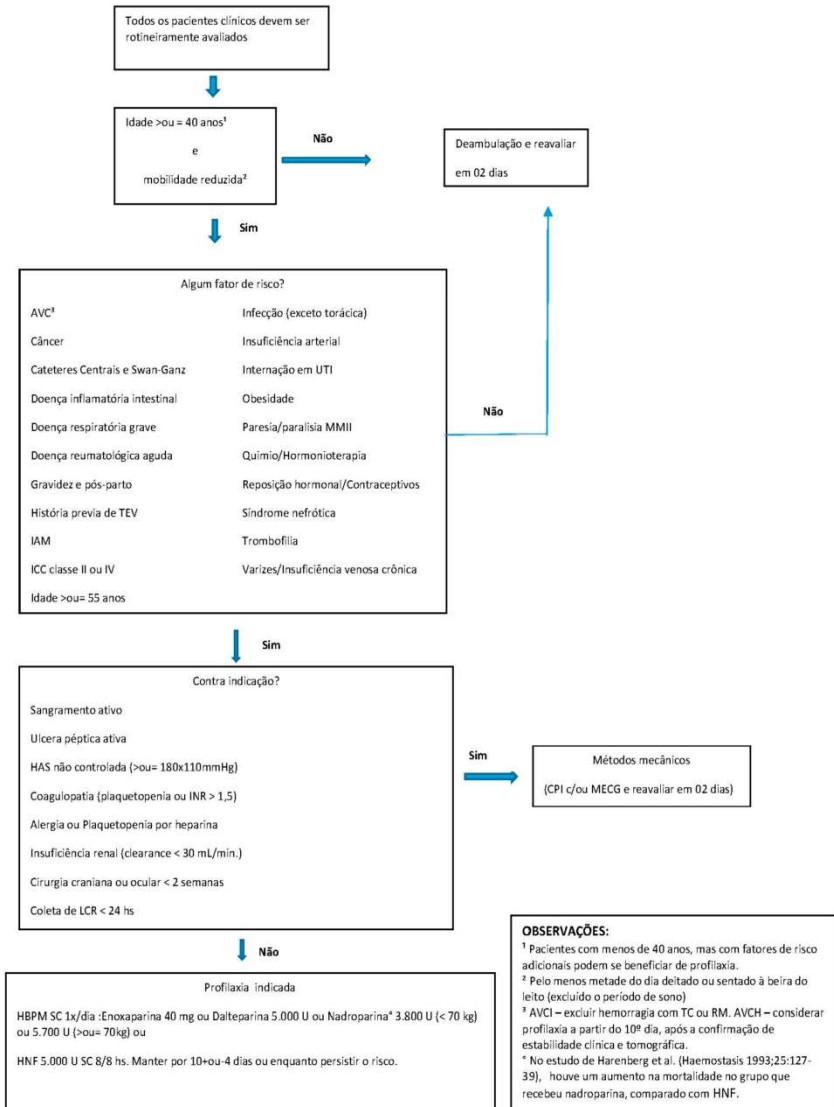 Todos os pacientes clínicos devem ser
rotineiramente avaliados
Idade >ou = 40 anos¹
e
mobilidade reduzida²
Não
Deambulação e reavaliar
em 02 dias
Sim
Algum fator de risco?
AVC³
Infecção (exceto torácica)
Câncer
Insuficiência arterial
Cateteres Centrais e Swan-Ganz
Internação em UTI
Doença inflamatória intestinal
Obesidade
Doença respiratória grave
Paresia/paralisia MMII
Doença reumatológica aguda
Quimio/Hormonioterapia
Gravidez e pós-parto
Reposição hormonal/Contraceptivos
História previa de TEV
Síndrome nefrótica
IAM
Trombofilia
ICC classe II ou IV
Varizes/Insuficiência venosa crônica
Idade >ou= 55 anos
Não
Sim
Contra indicação?
Sangramento ativo
Ulcera péptica ativa
HAS não controlada (>ou= 180x110mmHg)
Coagulopatia (plaquetopenia ou INR > 1,5)
Alergia ou Plaquetopenia por heparina
Insuficiência renal (clearance < 30 mL/min.)
Cirurgia craniana ou ocular < 2 semanas
Coleta de LCR < 24 hs
Sim
Métodos mecânicos
(CPI c/ou MECG e reavaliar em 02 dias)
Não
Profilaxia indicada
HBPM SC 1x/dia :Enoxaparina 40 mg ou Dalteparina 5.000 U ou Nadroparina⁴ 3.800 U (< 70 kg)
ou 5.700 U (>ou= 70kg) ou
HNF 5.000 U SC 8/8 hs. Manter por 10+ou-4 dias ou enquanto persistir o risco.
OBSERVAÇÕES:
¹ Pacientes com menos de 40 anos, mas com fatores de risco
adicionais podem se beneficiar de profilaxia.
² Pelo menos metade do dia deitado ou sentado à beira do
leito (excluído o período de sono)
³ AVCI – excluir hemorragia com TC ou RM. AVCH – considerar
profilaxia a partir do 10º dia, após a confirmação de
estabilidade clínica e tomográfica.
⁴ No estudo de Harenberg et al. (Haemostasis 1993;25:127-
39), houve um aumento na mortalidade no grupo que
recebeu nadroparina, comparado com HNF.